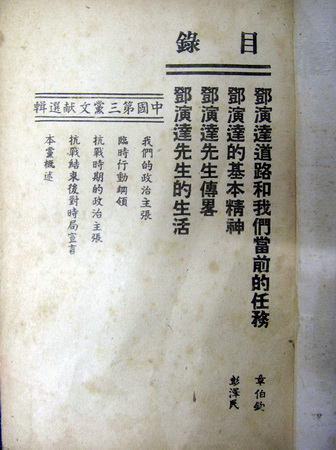 目錄
鄧演達道路和我們當前的任務 章伯鈞
鄧演達的基本精神 彭澤民
鄧演達先生傳畧
鄧演達先生的生活
中國第三黨文献選輯
我們的政治主張
臨時行動綱領
抗戰時期的政治主張
抗戰結束後對時局宣言
本黨概述